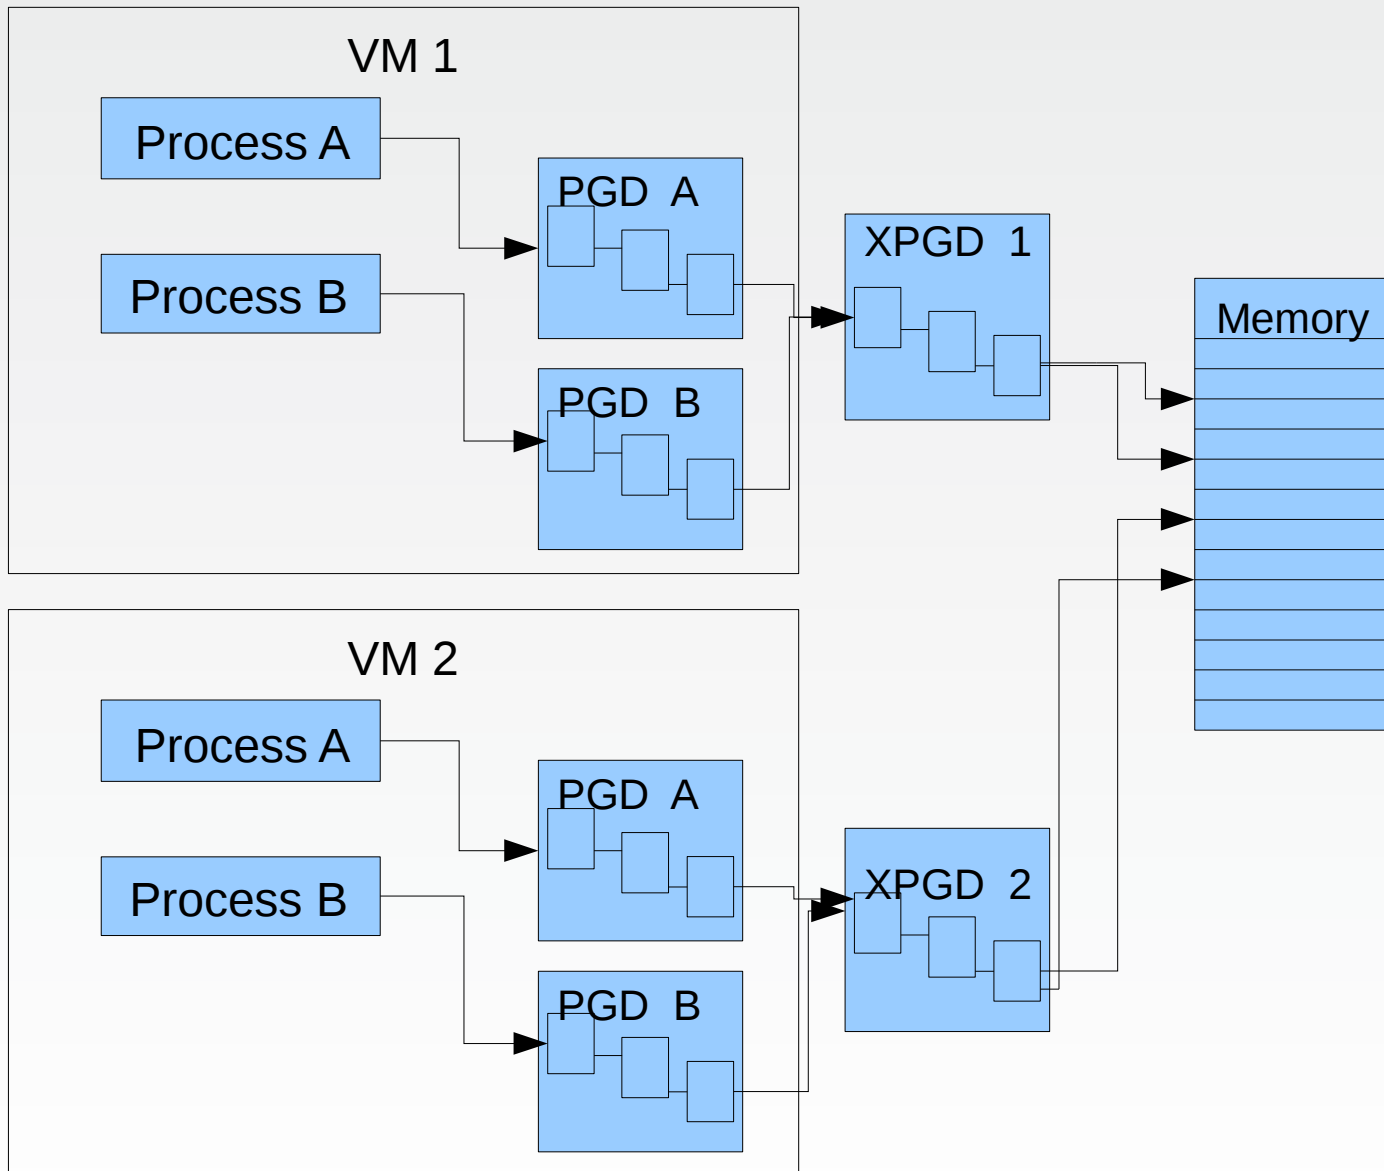 VM 1
Process A
PGD A
XPGD 1
Process B
Memory
PGD B
VM 2
Process A
PGD A
XPGD 2
Process B
PGD B